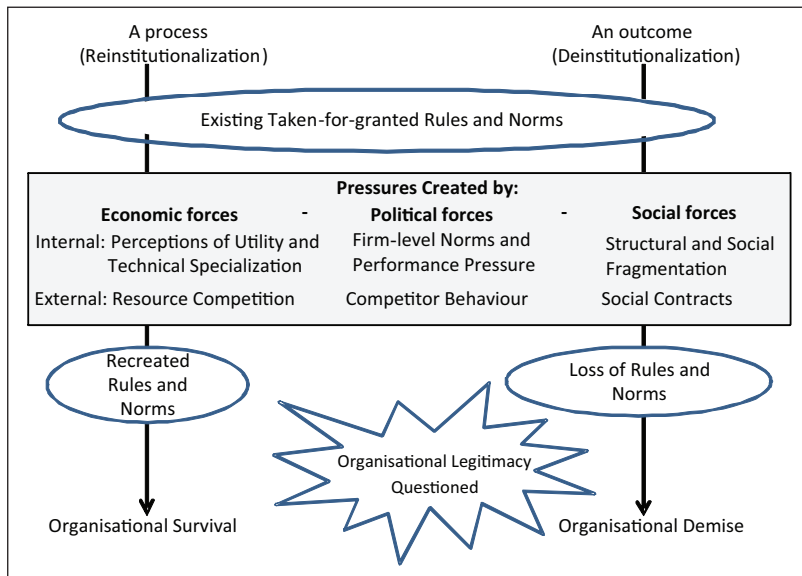 A process
(Reinstitutionalization)
An outcome
(Deinstitutionalization)
Existing Taken-for-granted Rules and Norms
Pressures Created by:
Economic forces - Political forces - Social forces
Internal: Perceptions of Utility and
Technical Specialization
Firm-level Norms and
Performance Pressure
Structural and Social
Fragmentation
External: Resource Competition
Competitor Behaviour
Social Contracts
Recreated
Rules and
Norms
Loss of Rules and
Norms
Organisational Legitimacy
Questioned
Organisational Survival
Organisational Demise